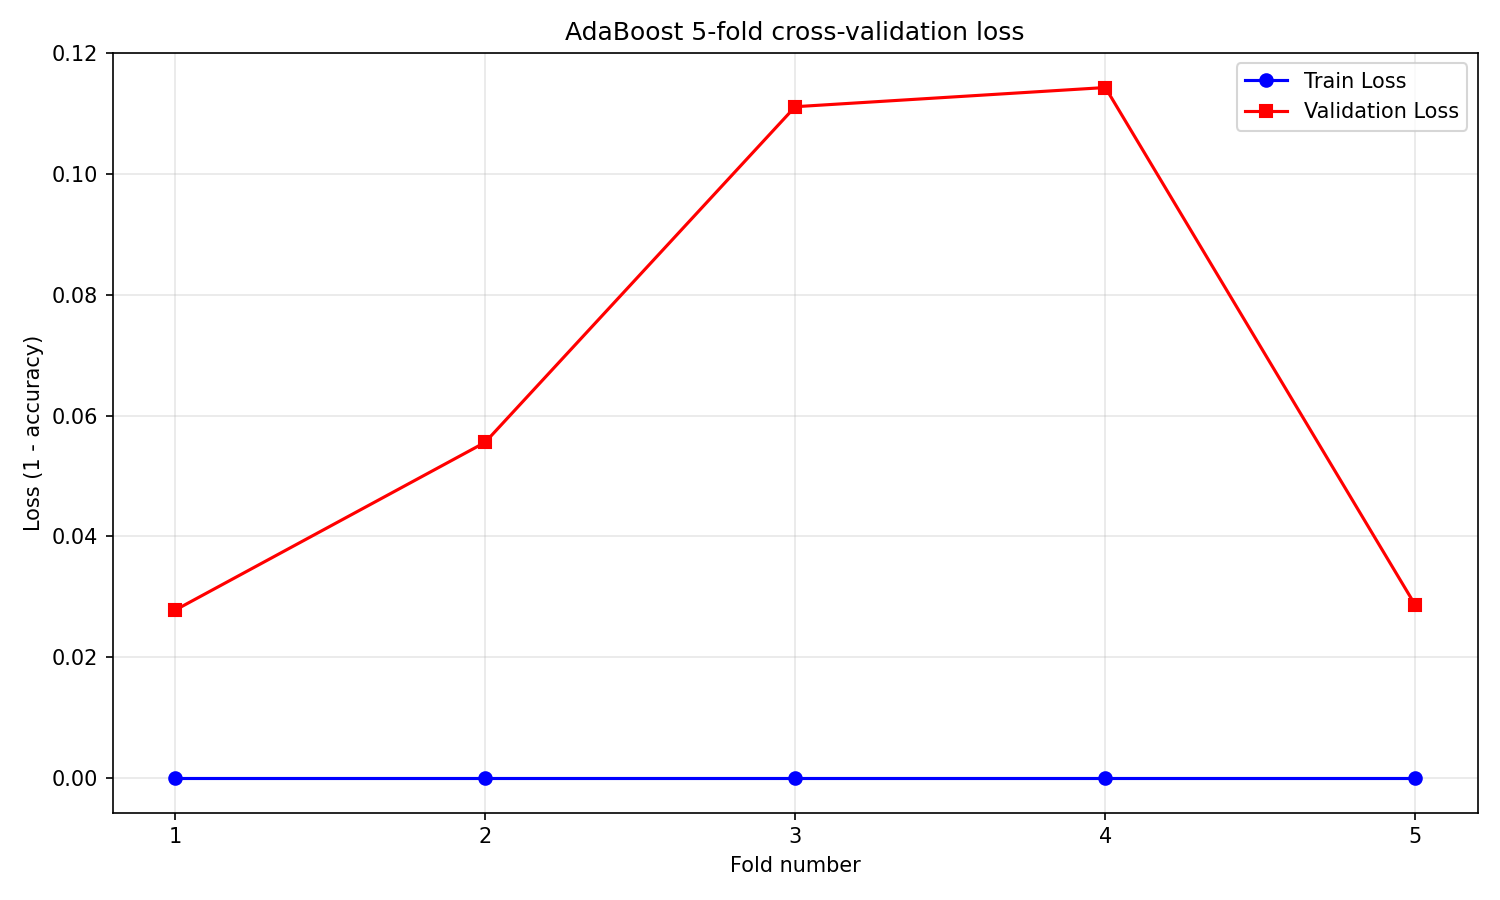 AdaBoost 5-fold cross-validation loss
0.12
0.10
0.08
0.06
0.04
0.02
0.00
Loss (1 - accuracy)
Train Loss
Validation Loss
1 2 3 4 5
Fold number